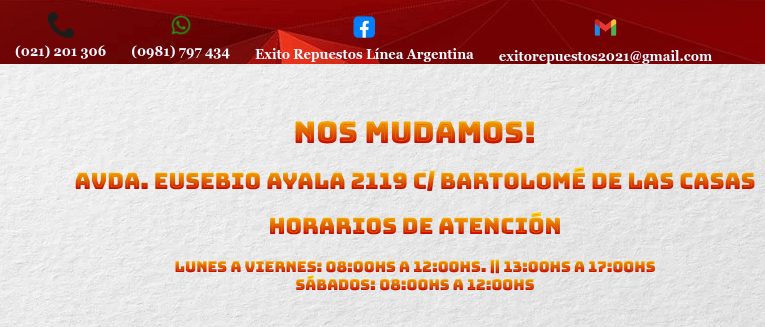 (021) 201 306 (0981) 797 434 Exito Repuestos Línea Argentina exitorepuestos2021@gmail.com
NOS MUDAMOS!
AVDA. EUSEBIO AYALA 2119 C/ BARTOLOMÉ DE LAS CASAS
HORARIOS DE ATENCIÓN
LUNES A VIERNES: 08:00HS A 12:00HS. || 13:00HS A 17:00HS
SÁBADOS: 08:00HS A 12:00HS